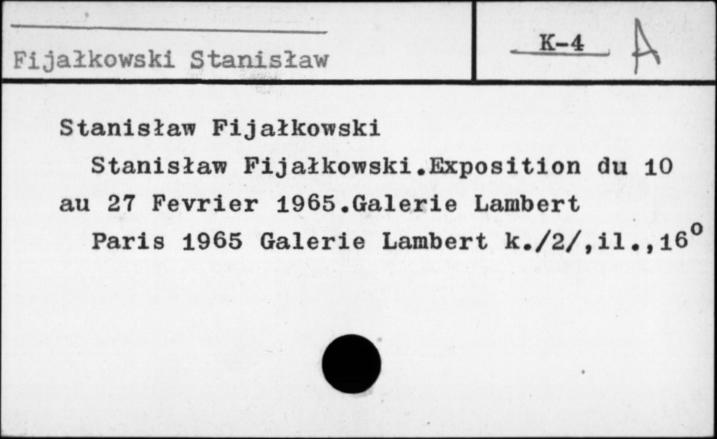 Fijałkowski Stanisław
K-4 A
Stanisław Fijałkowski
Stanisław Fijałkowski.Exposition du 10
au 27 Fevrier 1965.Galerie Lambert
Paris 1965 Galerie Lambert k./2/,il.,16°